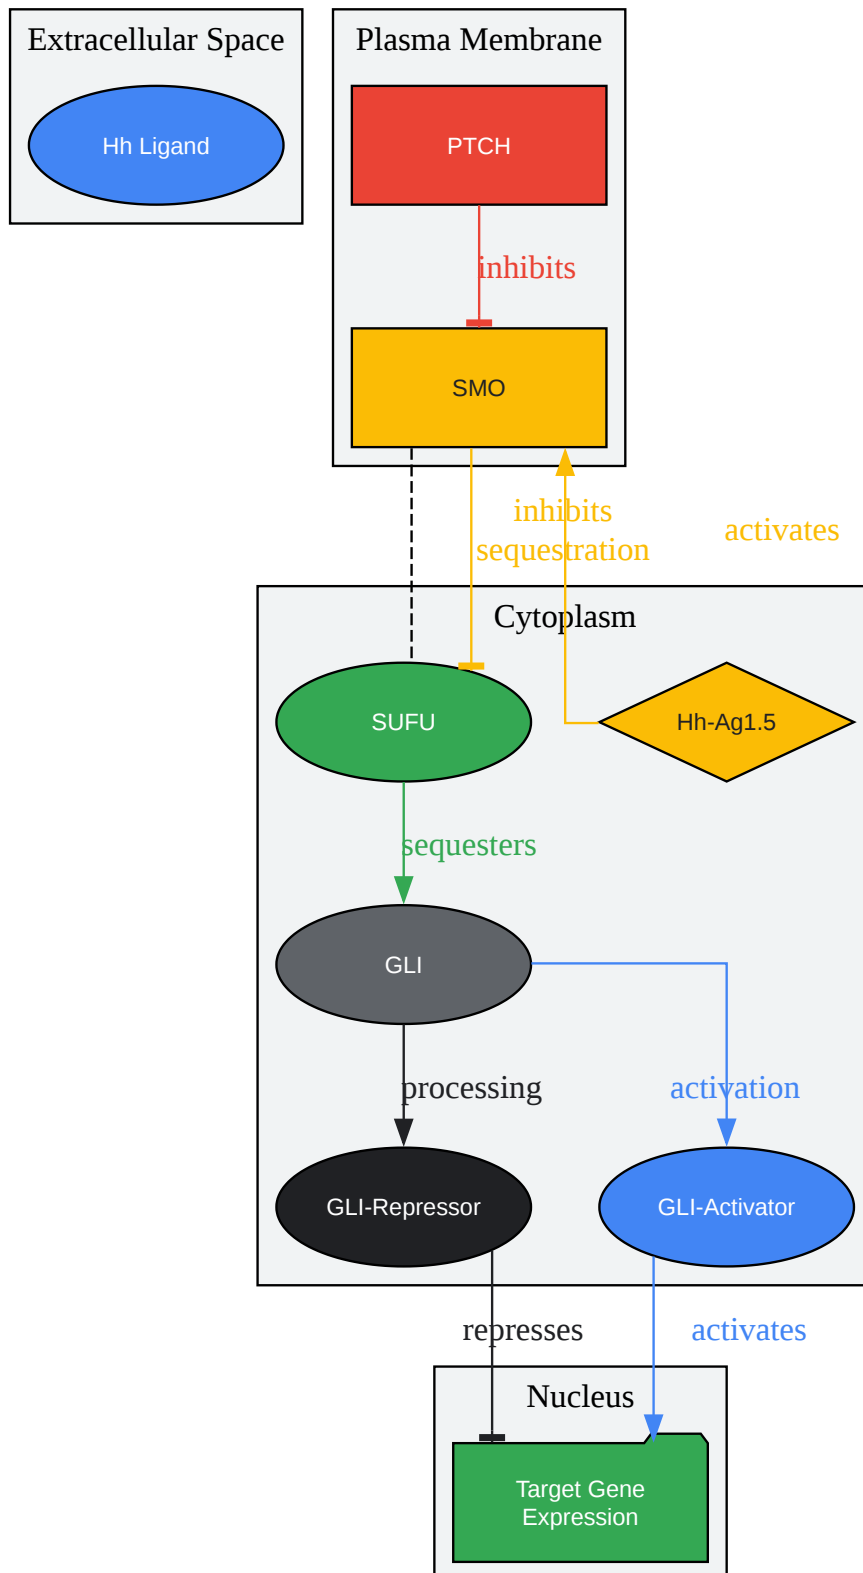 Extracellular Space
Hh Ligand
Plasma Membrane
PTCH
inhibits
SMO
inhibits
sequestration
activates
Cytoplasm
SUFU
Hh-Ag1.5
sequesters
GLI
processing
activation
GLI-Repressor
GLI-Activator
represses
activates
Nucleus
Target Gene
Expression